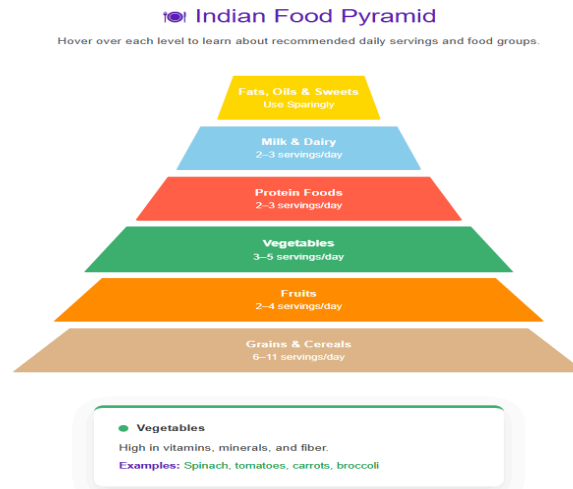 🍽 Indian Food Pyramid
Hover over each level to learn about recommended daily servings and food groups.
Fats, Oils & Sweets
Use Sparingly
Milk & Dairy
2–3 servings/day
Protein Foods
2–3 servings/day
Vegetables
3–5 servings/day
Fruits
2–4 servings/day
Grains & Cereals
6–11 servings/day
Vegetables
High in vitamins, minerals, and fiber.
Examples: Spinach, tomatoes, carrots, broccoli